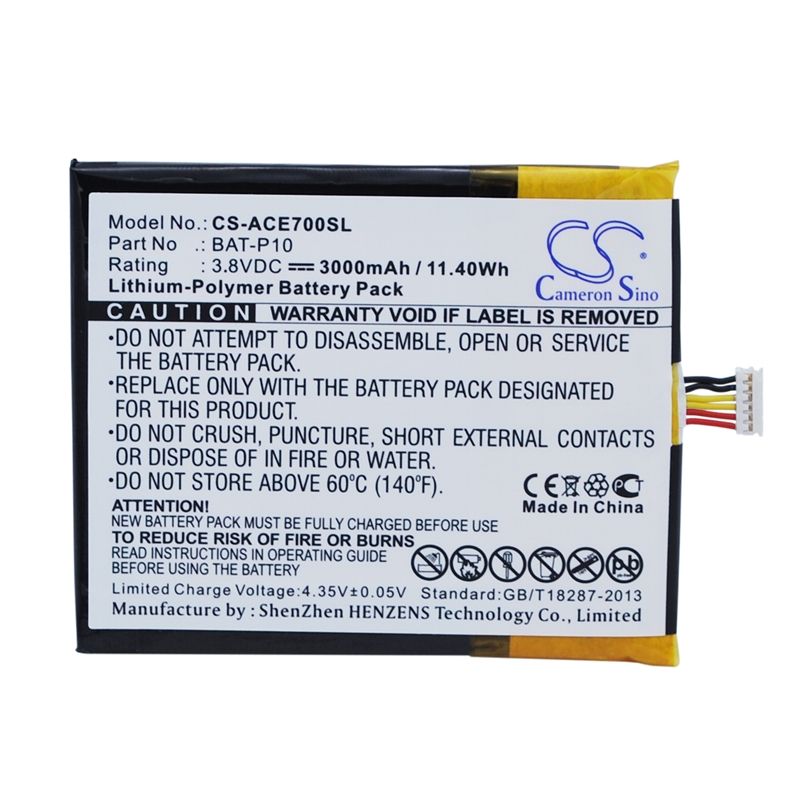 Model No.: CS-ACE700SL
Part No : BAT-P10
Rating : 3.8VDC 3000mAh / 11.40Wh
Lithium-Polymer Battery Pack
CS
Cameron Sino
CAUTION WARRANTY VOID IF LABEL IS REMOVED
•DO NOT ATTEMPT TO DISASSEMBLE, OPEN OR SERVICE
THE BATTERY PACK.
•REPLACE ONLY WITH THE BATTERY PACK DESIGNATED
FOR THIS PRODUCT.
•DO NOT CRUSH, PUNCTURE, SHORT EXTERNAL CONTACTS
OR DISPOSE OF IN FIRE OR WATER.
•DO NOT STORE ABOVE 60°C (140°F).
CE PCT
Made In China
ATTENTION
NEW BATTERY PACK MUST BE FULLY CHARGED BEFORE USE
TO REDUCE RISK OF FIRE OR BURNS
READ INSTRUCTIONS IN OPERATING GUIDE
BEFORE USING BATTERY
Pb
Limited Charge Voltage:4.35V±0.05V Standard:GB/T18287-2013
Manufacture by : ShenZhen HENZENS Technology Co., Ltd.